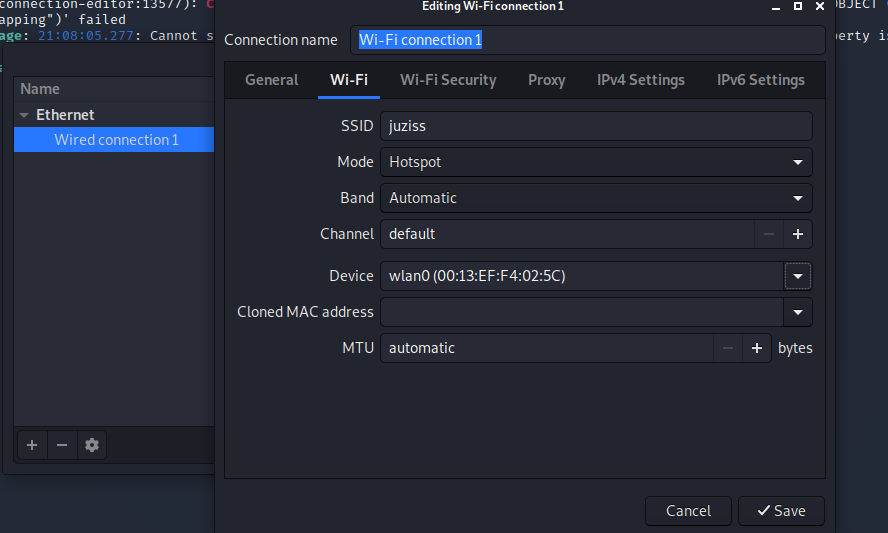 connection-editor:13577): C
Editing Wi-Fi connection 1
OBJECT
apping")' failed
age: 21:08:05.277: Cannot s
perty is
Connection name Wi-Fi connection 1
General Wi-Fi Wi-Fi Security Proxy IPv4 Settings IPv6 Settings
Name
Ethernet
Wired connection 1
SSID juziss
Mode Hotspot
Band Automatic
Channel default
Device wlan0 (00:13:EF:F4:02:5C)
Cloned MAC address
MTU automatic bytes
Cancel Save